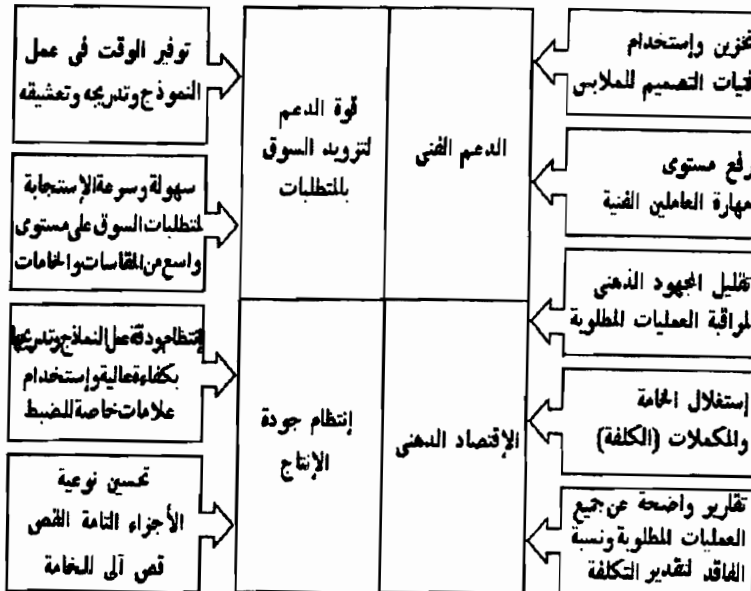 تخزين وإستخدام
فنيات التصميم للملابس
رفع مستوى
مهارة العاملين الفنية
تقليل المجهود الذهنى
لمراقبة العمليات المطلوبة
إستغلال الخامة
والمكملات (الكلفة)
تقارير واضحة عن جميع
العمليات المطلوبة ونسبة
الفاقد لتقدير التكلفة
الدعم الفنى
قوة الدعم
لتزويد السوق
بالمتطلبات
الإقتصاد الدهنى
إنتظام جودة
الإنتاج
توفير الوقت فى عمل
النموذج وتدريجه وتعشيقه
سهولة وسرعة الإستجابة
لمتطلبات السوق على مستوى
واسع من المقاسات والخامات
إنتظام ودقة عمل النماذج وتدريجها
بكفاءة عالية وإستخدام
علامات خاصة للضبط
تحسين نوعية
الأجزاء التامة القص
قص آلى للخامة